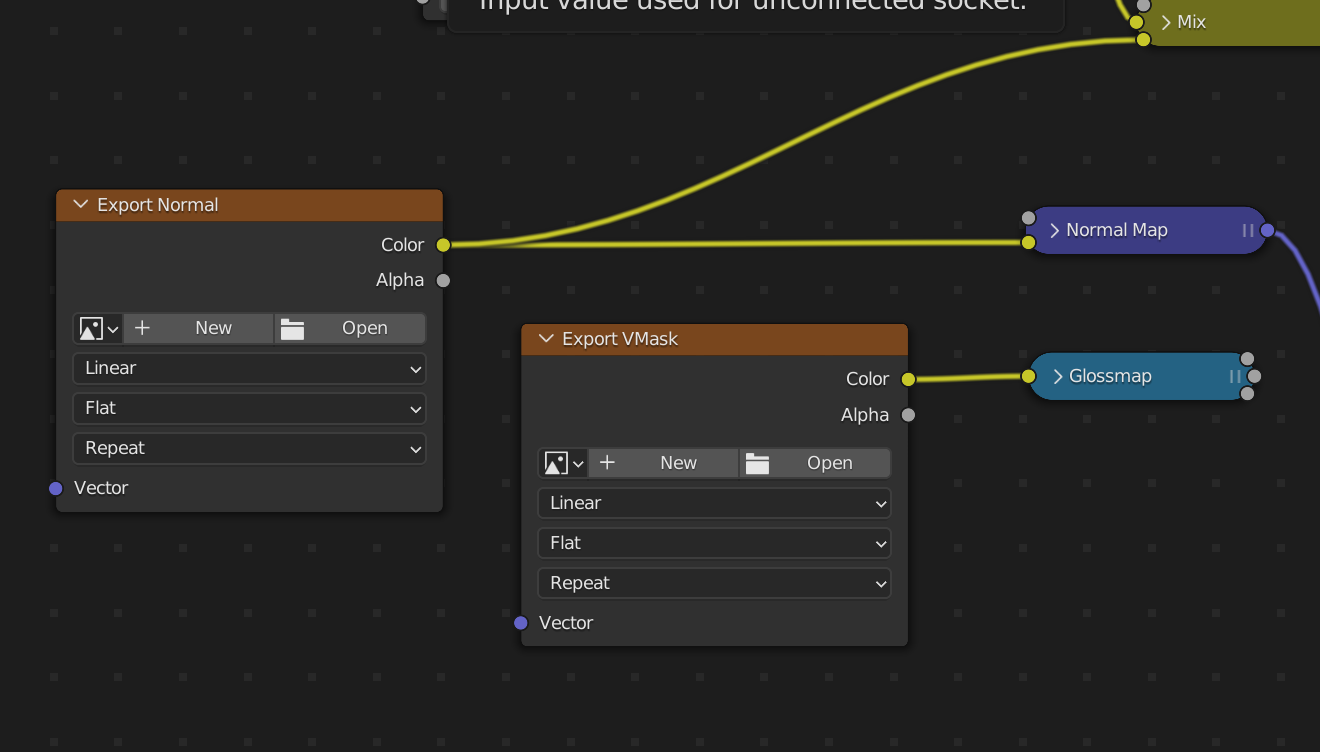 Input value used for unconnected socket.
Mix
Export Normal
Color
Alpha
New Open
Linear
Flat
Repeat
Vector
Normal Map
Export VMask
Color
Alpha
New Open
Linear
Flat
Repeat
Vector
Glossmap